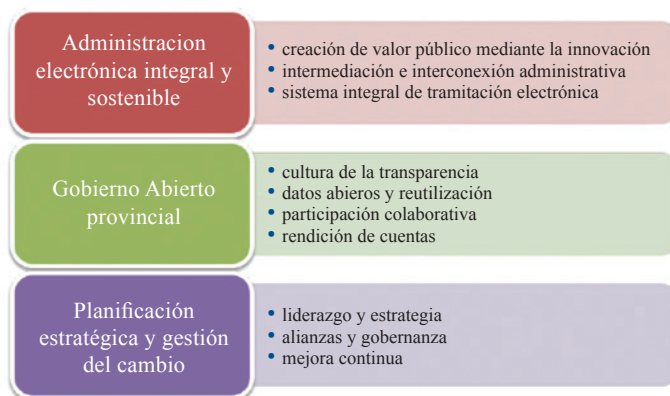 Administracion
electrónica integral y
sostenible
• creación de valor público mediante la innovación
• intermediación e interconexión administrativa
• sistema integral de tramitación electrónica
Gobierno Abierto
provincial
• cultura de la transparencia
• datos abieros y reutilización
• participación colaborativa
• rendición de cuentas
Planificación
estratégica y gestión
del cambio
• liderazgo y estrategia
• alianzas y gobernanza
• mejora continua